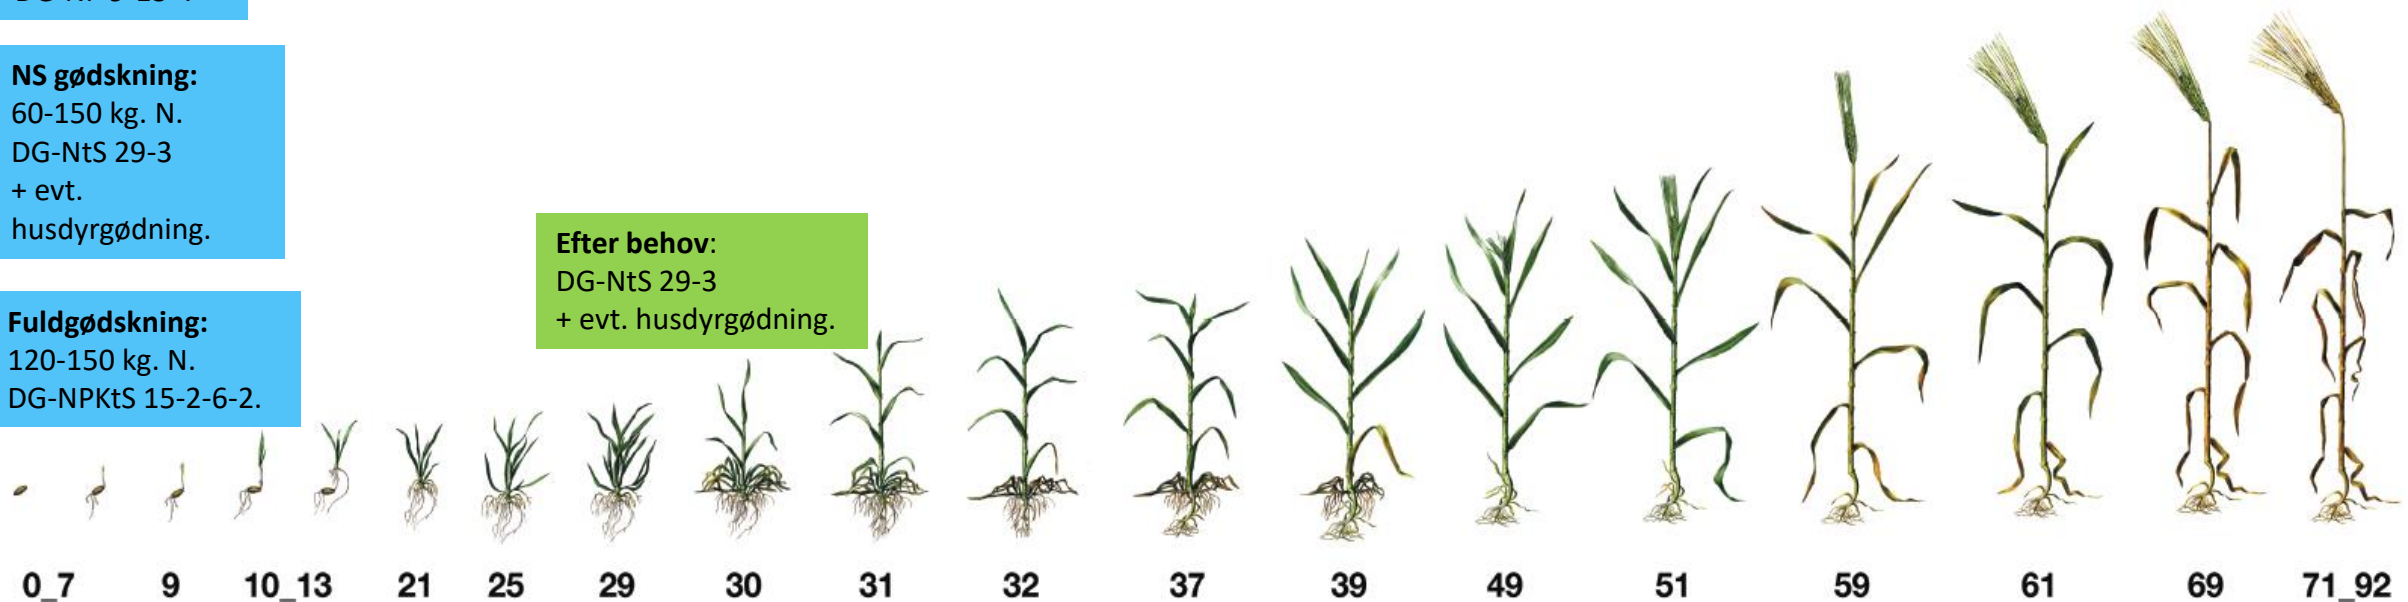 NS gødskning:
60-150 kg. N.
DG-NtS 29-3
+ evt.
husdyrgødning.
Fuldgødskning:
120-150 kg. N.
DG-NPKtS 15-2-6-2.
Efter behov:
DG-NtS 29-3
+ evt. husdyrgødning.
0_7 9 10_13 21 25 29 30 31 32 37 39 49 51 59 61 69 71_92